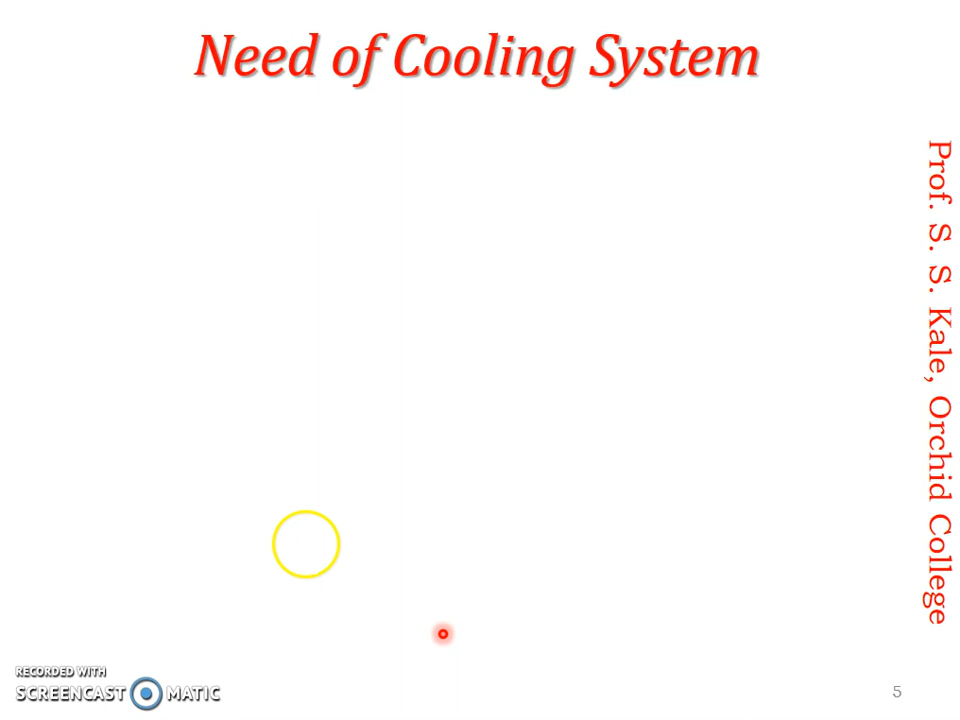 Need of Cooling System
Prof. S. S. Kale, Orchid College
RECORDED WITH
SCREENCAST MATIC
5